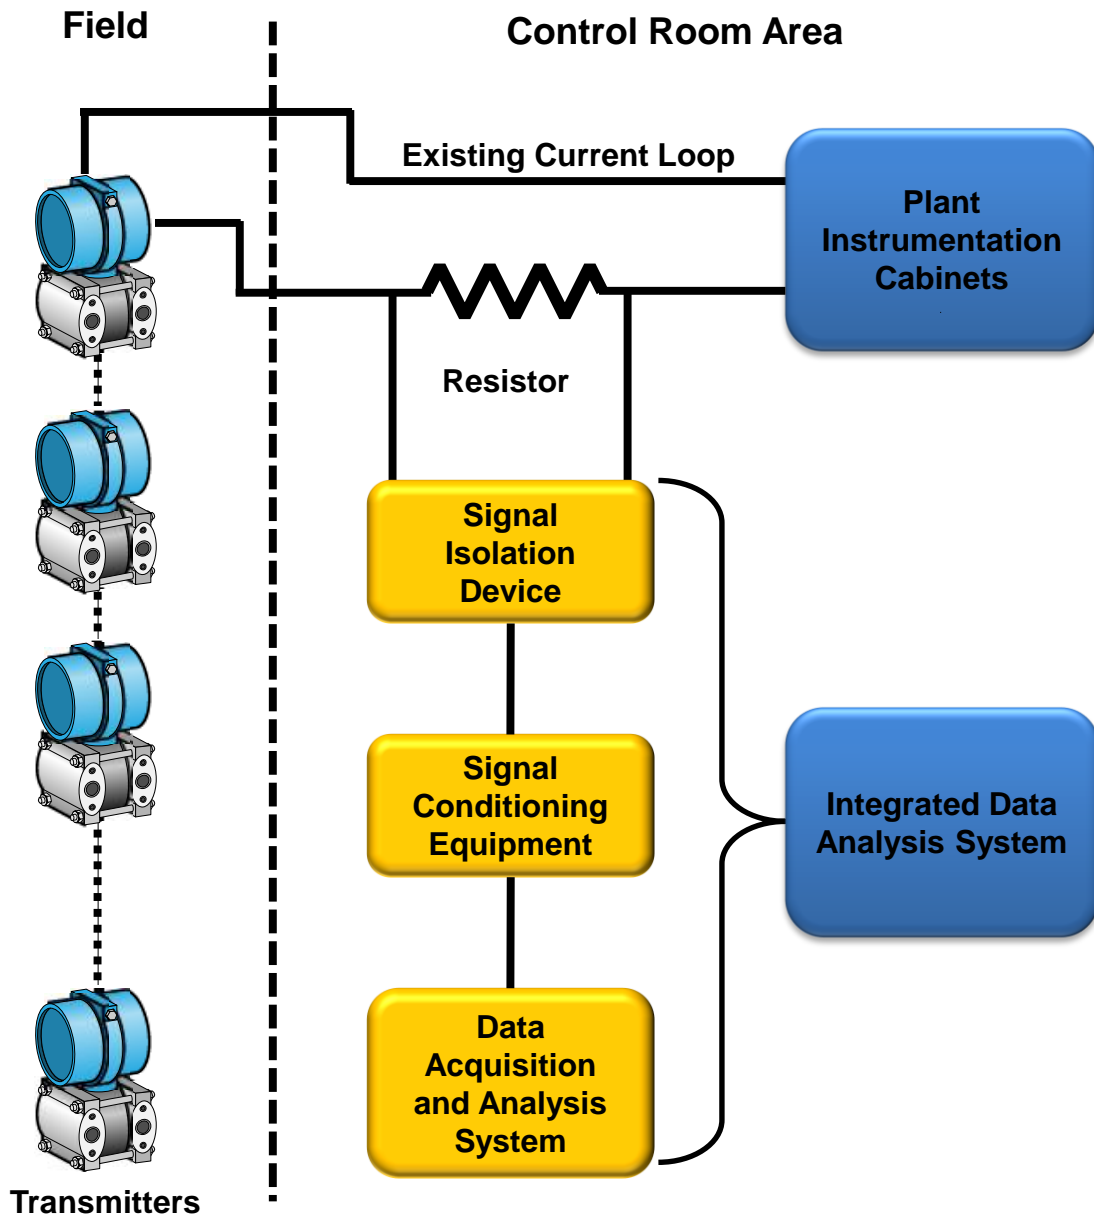 Field
Control Room Area
Existing Current Loop
Plant
Instrumentation
Cabinets
Resistor
Signal
Isolation
Device
Signal
Conditioning
Equipment
Integrated Data
Analysis System
Data
Acquisition
and Analysis
System
Transmitters